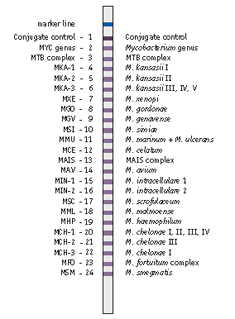 marker line
Conjugate control - 1 Conjugate control
MYC genus - 2 Mycobacterium genus
MTB complex - 3 MTB complex
MKA-1 - 4 M. kansasii I
MKA-2 - 5 M. kansasii II
MKA-3 - 6 M. kansasii III, IV, V
MXE - 7 M. xenopi
MGO - 8 M. gordonae
MGV - 9 M. genavense
MSI - 10 M. simiae
MMU - 11 M. marinum + M. ulcerans
MCE - 12 M. celatum
MAIS - 13 MAIS complex
MAV - 14 M. avium
MIN-1 - 15 M. intracellulare 1
MIN-2 - 16 M. intracellulare 2
MSC - 17 M. scrofulaceum
MML - 18 M. malmoense
MHP - 19 M. haemophilum
MCH-1 - 20 M. chelonae I, II, III, IV
MCH-2 - 21 M. chelonae III
MCH-3 - 22 M. chelonae I
MFO - 23 M. fortuitum complex
MSM - 24 M. smegmatis